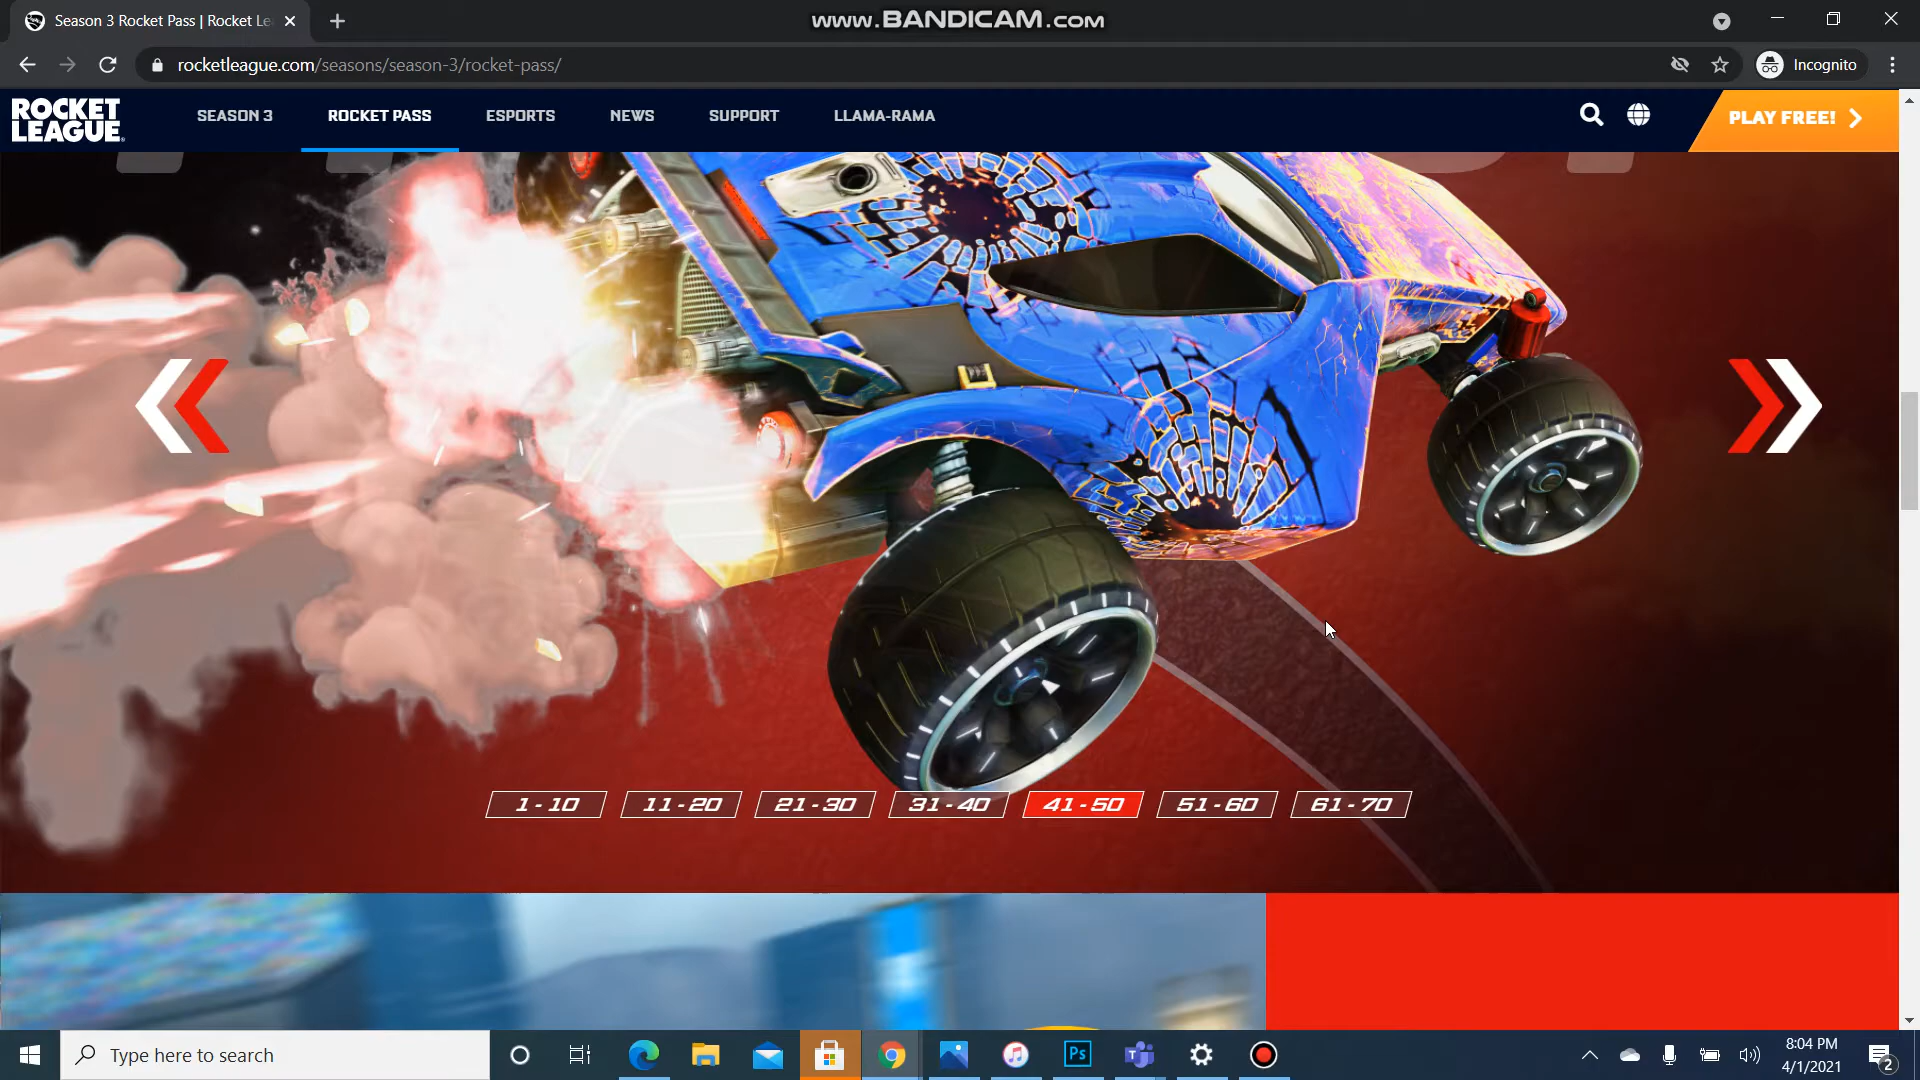 Season 3 Rocket Pass | Rocket Le
www.BANDICAM.com
rocketleague.com/seasons/season-3/rocket-pass/
Incognito
ROCKET LEAGUE
SEASON 3
ROCKET PASS
ESPORTS
NEWS
SUPPORT
LLAMA-RAMA
PLAY FREE!
1 - 10
11 - 20
21 - 30
31 - 40
41 - 50
51 - 60
61 - 70
Type here to search
Ps
T
8:04 PM
4/1/2021
2